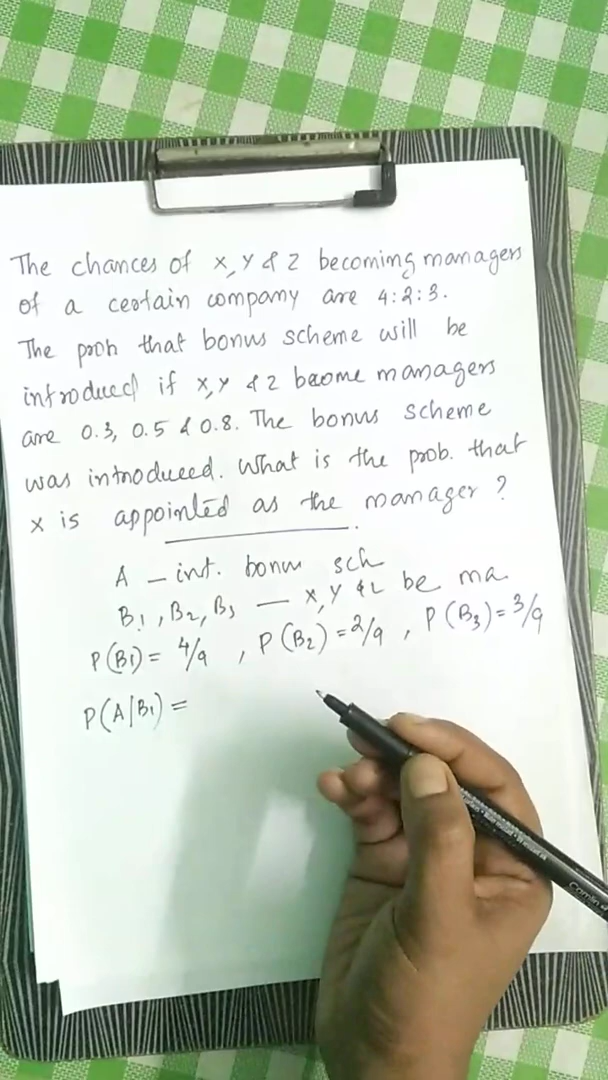 The chances of x, y & z becoming managers
of a certain company are 4:2:3.
The prob that bonus scheme will be
introduced if x, y & z become managers
are 0.3, 0.5 & 0.8. The bonus scheme
was introduced. What is the prob. that
x is appointed as the manager ?
A – int. bonus sch
B₁, B₂, B₃ — x, y & z be ma
P(B₁) = 4/9 , P(B₂) = 2/9 , P(B₃) = 3/9
P(A/B₁) =